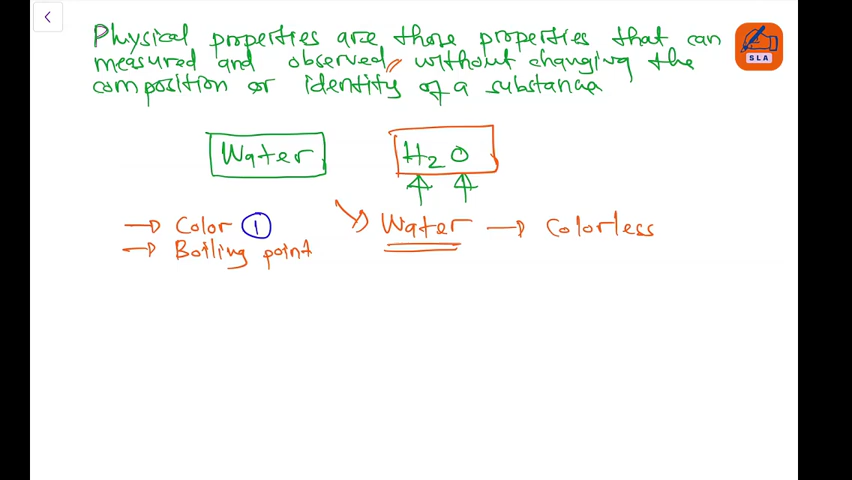 Physical properties are those properties that can
measured and observed, without changing the
composition or identity of a substance
SLA
Water H2O
→ Color 1 Water → Colorless
→ Boiling point